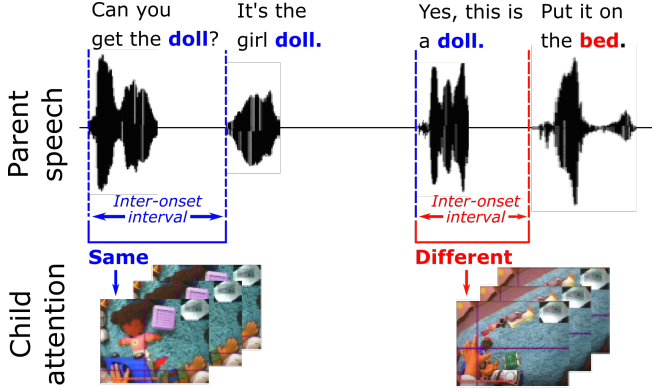 Can you
get the doll?
It's the
girl doll.
Yes, this is
a doll.
Put it on
the bed.
Parent
speech
Inter-onset
interval
Inter-onset
interval
Same
Different
Child
attention